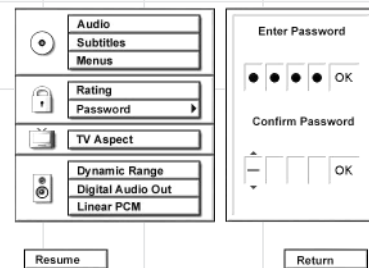 Audio
Subtitles
Menus
Rating
Password
TV Aspect
Dynamic Range
Digital Audio Out
Linear PCM
Enter Password
OK
Confirm Password
OK
Resume
Return